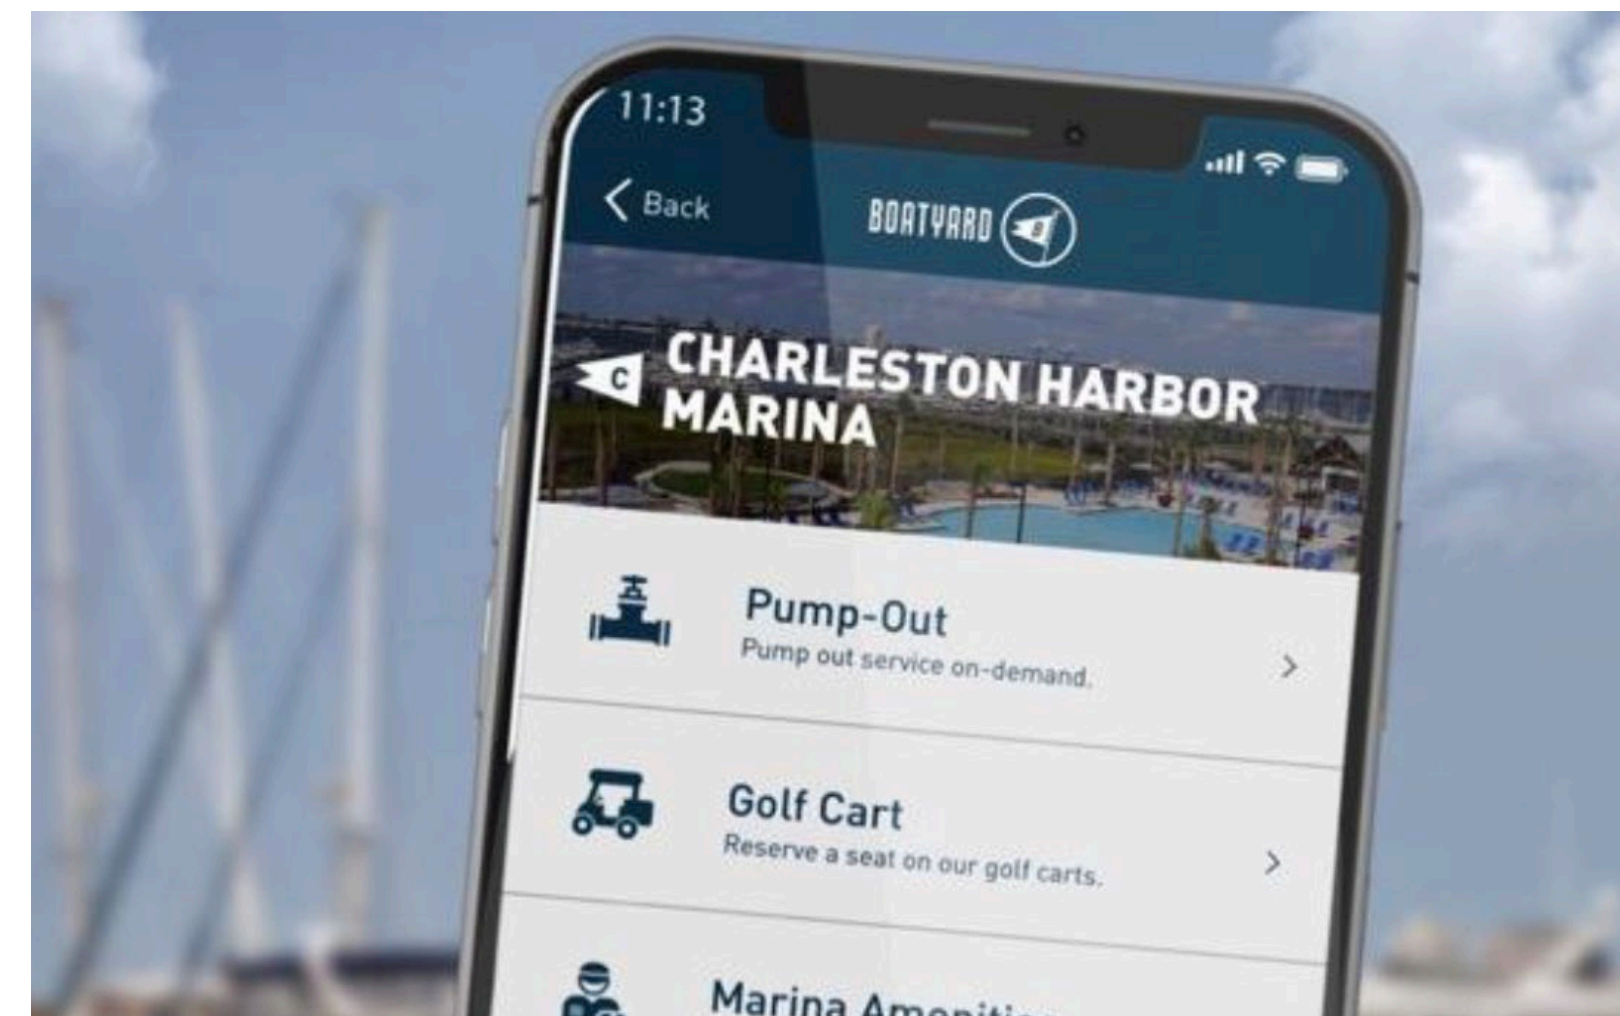 11:13
Back
BOATYARD B
C CHARLESTON HARBOR
MARINA
Pump-Out
Pump out service on-demand.
Golf Cart
Reserve a seat on our golf carts.
Marina